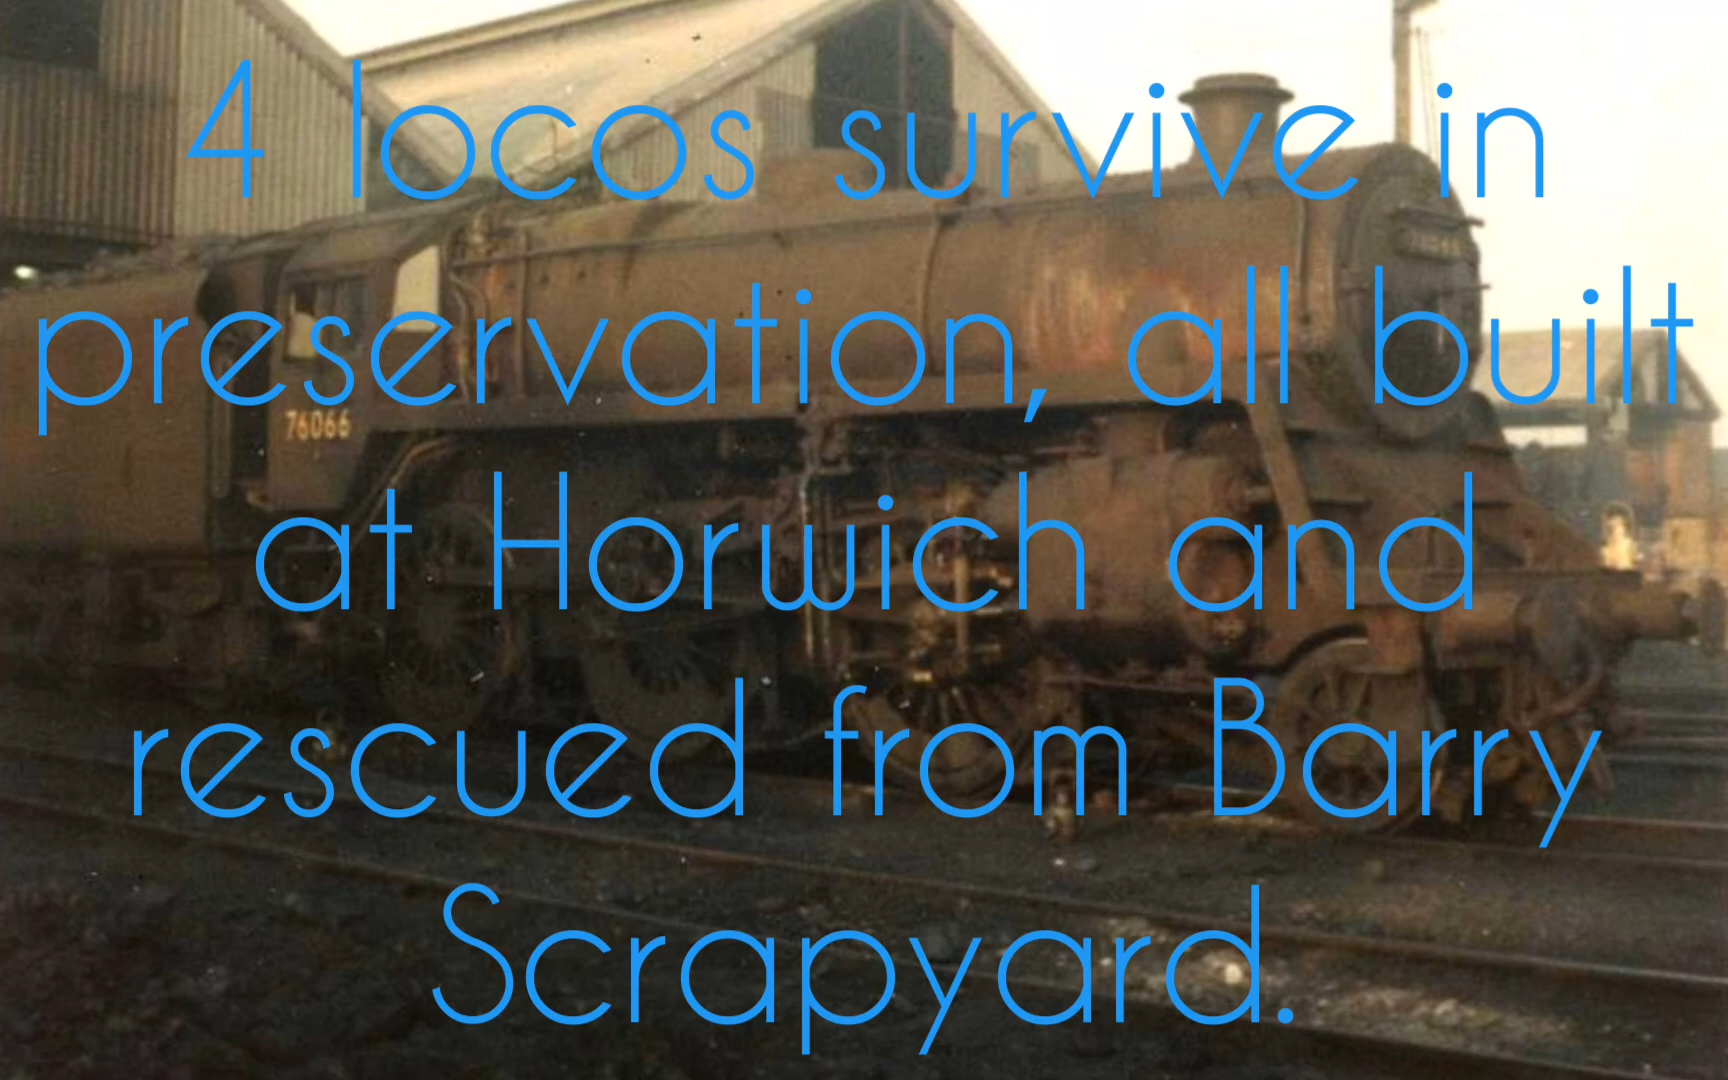 4 locos survive in
preservation, all built
at Horwich and
rescued from Barry
Scrapyard.
76066